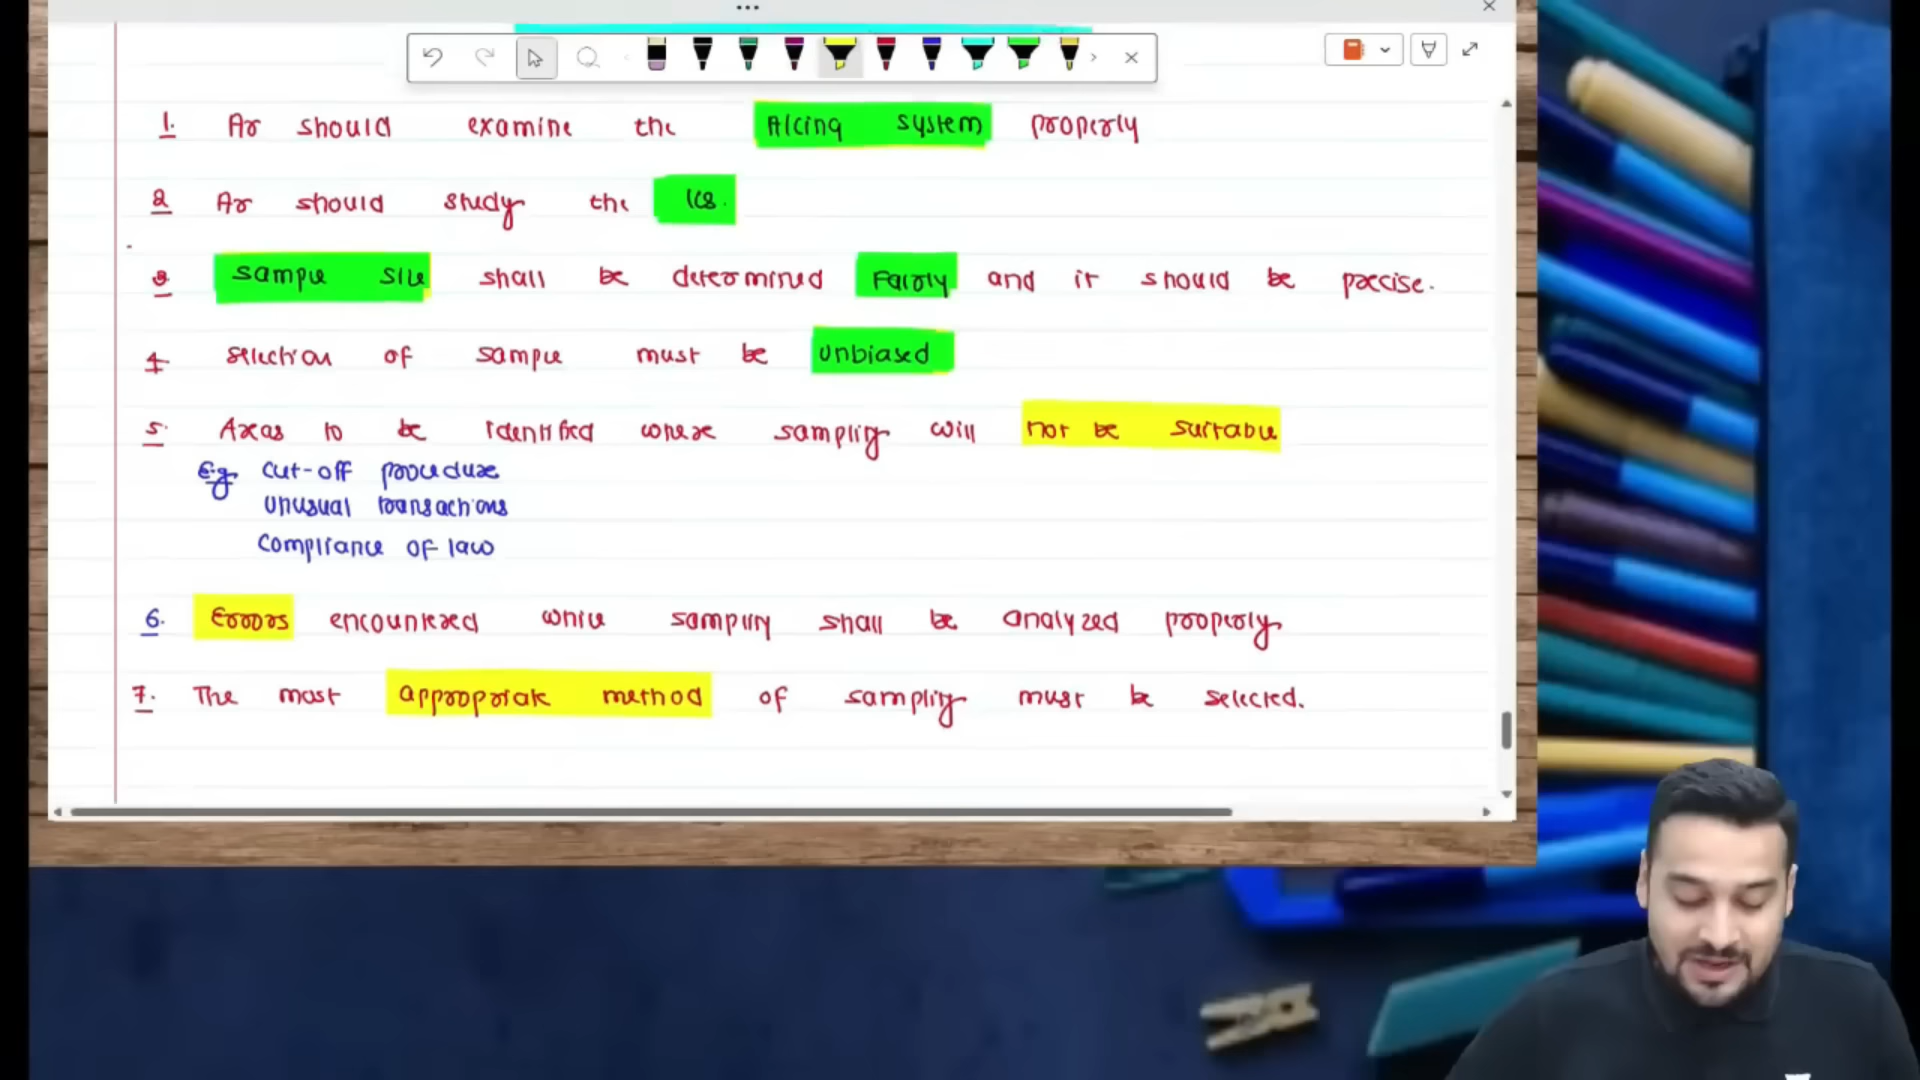 1. Ar should examine the A/cing system properly
2 Ar should study the ICS.
3 Sample size shall be determined Fairly and it should be precise.
4 selection of sample must be unbiased
5. Areas to be identified where sampling will not be suitable
E.g. cut-off procedure
unusual transactions
compliance of law
6. Errors encountered while sampling shall be analyzed properly
7. The most appropriate method of sampling must be selected.